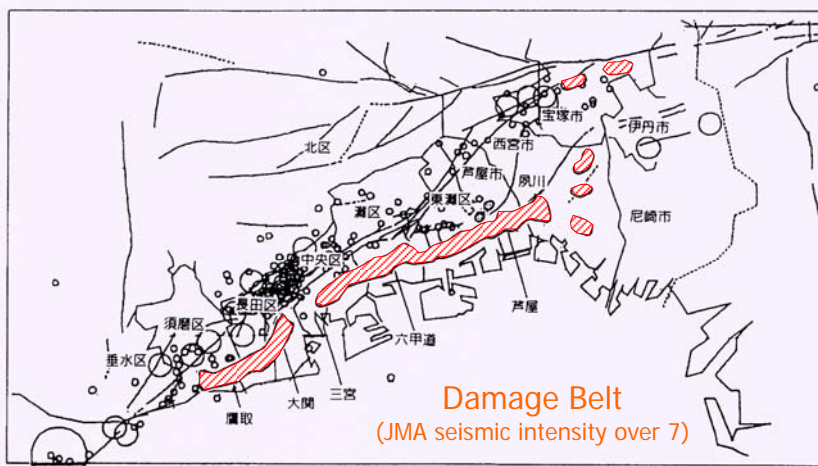 宝塚市
伊丹市
西宮市
北区
芦屋市
夙川
東灘区
灘区
尼崎市
中央区
長田区
芦屋
須磨区
六甲道
垂水区
三宮
大関
鷹取
Damage Belt
(JMA seismic intensity over 7)